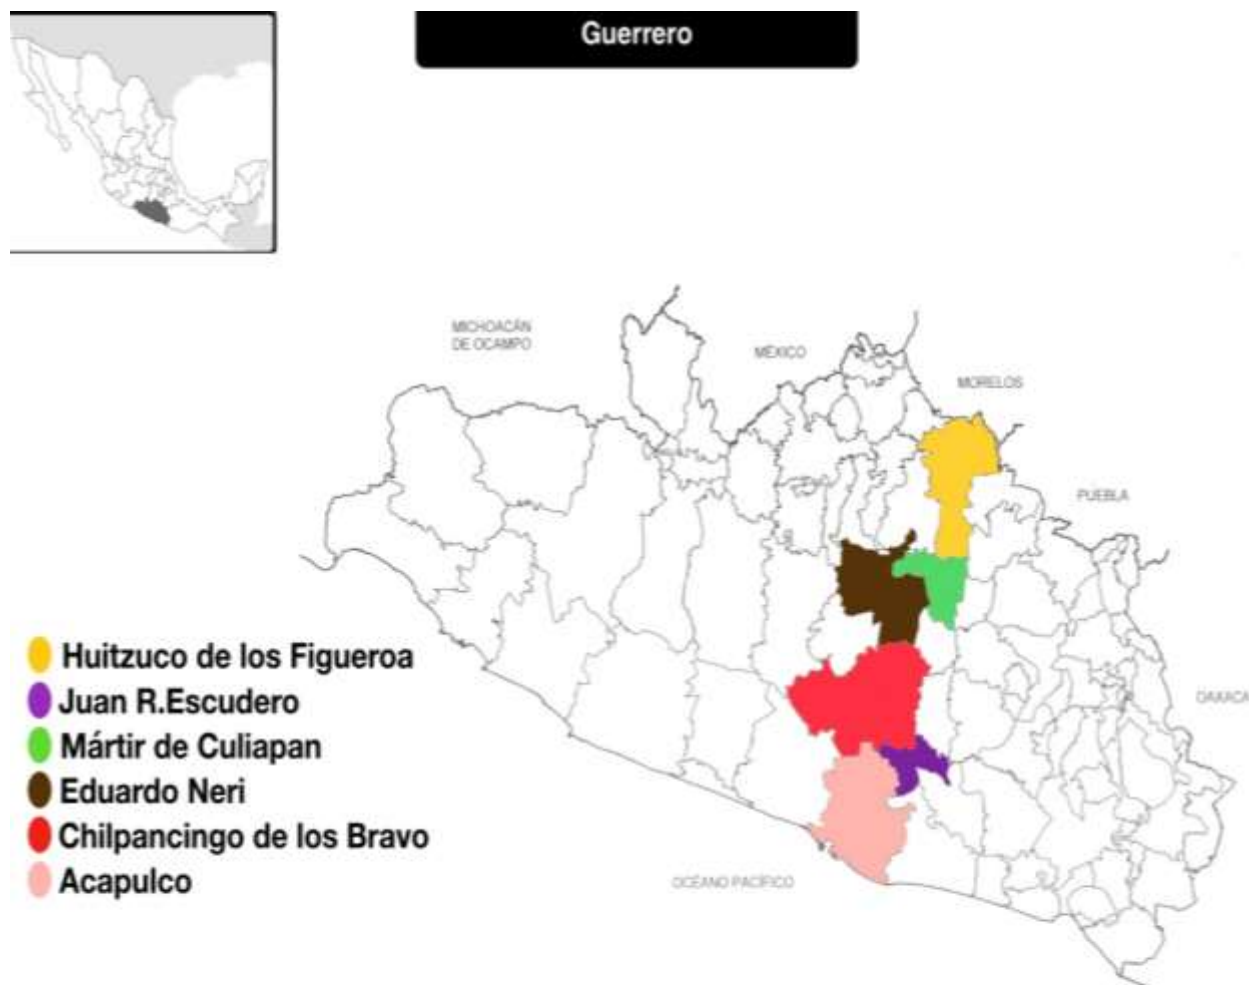 Guerrero
MICHOACÁN
DE OCAMPO
MÉXICO
MORELOS
PUEBLA
OAXACA
OCÉANO PACÍFICO
Huitzuco de los Figueroa
Juan R.Escudero
Mártir de Culiapan
Eduardo Neri
Chilpancingo de los Bravo
Acapulco